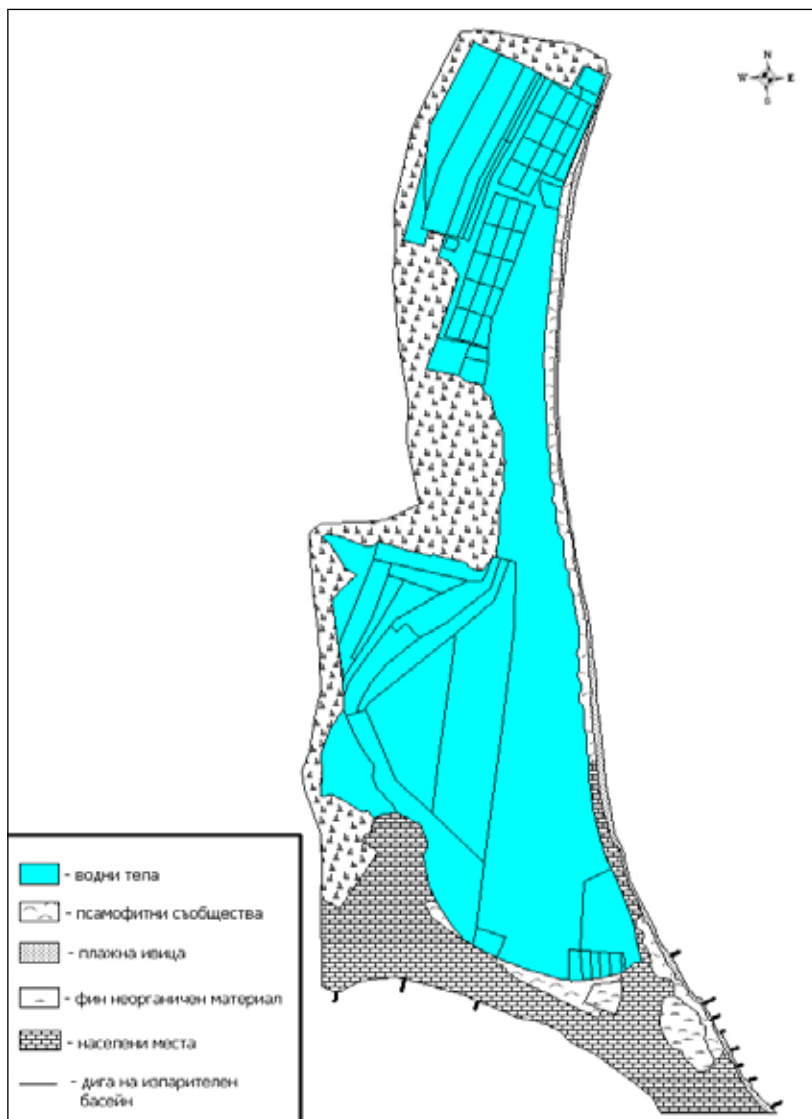 N
W E
S
- водни тела
- псамофитни съобщества
- плажна ивица
- фин неорганичен материал
- населени места
- дига на изпарителен
басейн